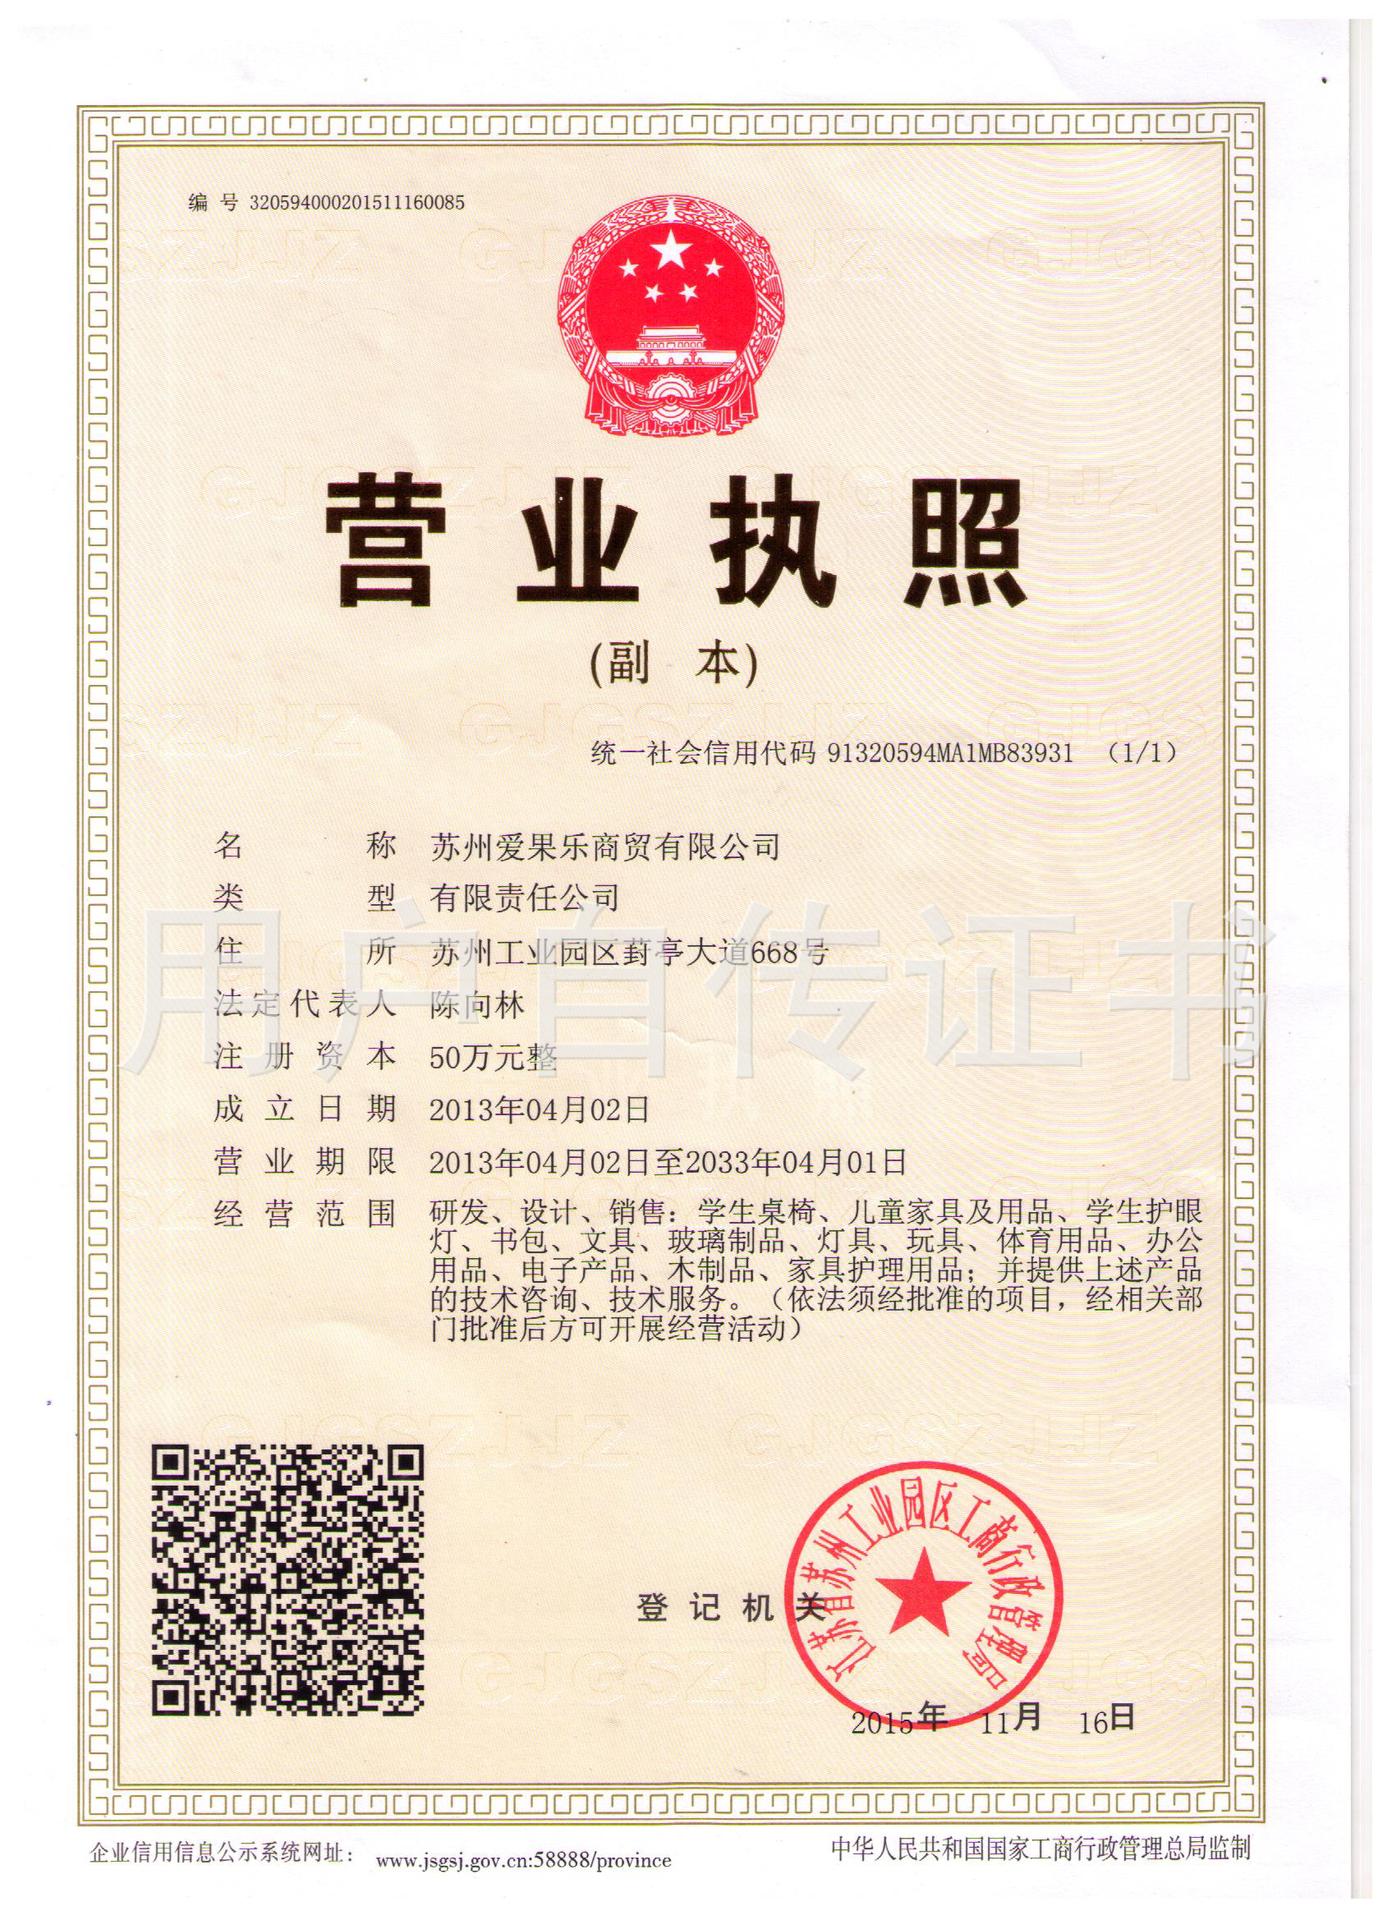 编 号 320594000201511160085
营业执照
(副 本)
统一社会信用代码 91320594MA1MB83931 (1/1)
名 称 苏州爱果乐商贸有限公司
类 型 有限责任公司
住 所 苏州工业园区葑亭大道668号
法定代表人 陈向林
注 册 资 本 50万元整
成 立 日 期 2013年04月02日
营 业 期 限 2013年04月02日至2033年04月01日
经 营 范 围 研发、设计、销售：学生桌椅、儿童家具及用品、学生护眼
灯、书包、文具、玻璃制品、灯具、玩具、体育用品、办公
用品、电子产品、木制品、家具护理用品；并提供上述产品
的技术咨询、技术服务。（依法须经批准的项目，经相关部
门批准后方可开展经营活动）
用户自传证书
登 记 机 关
江苏省苏州工业园区工商行政管理局
2015年 11月 16日
企业信用信息公示系统网址： www.jsgsj.gov.cn:58888/province
中华人民共和国国家工商行政管理总局监制